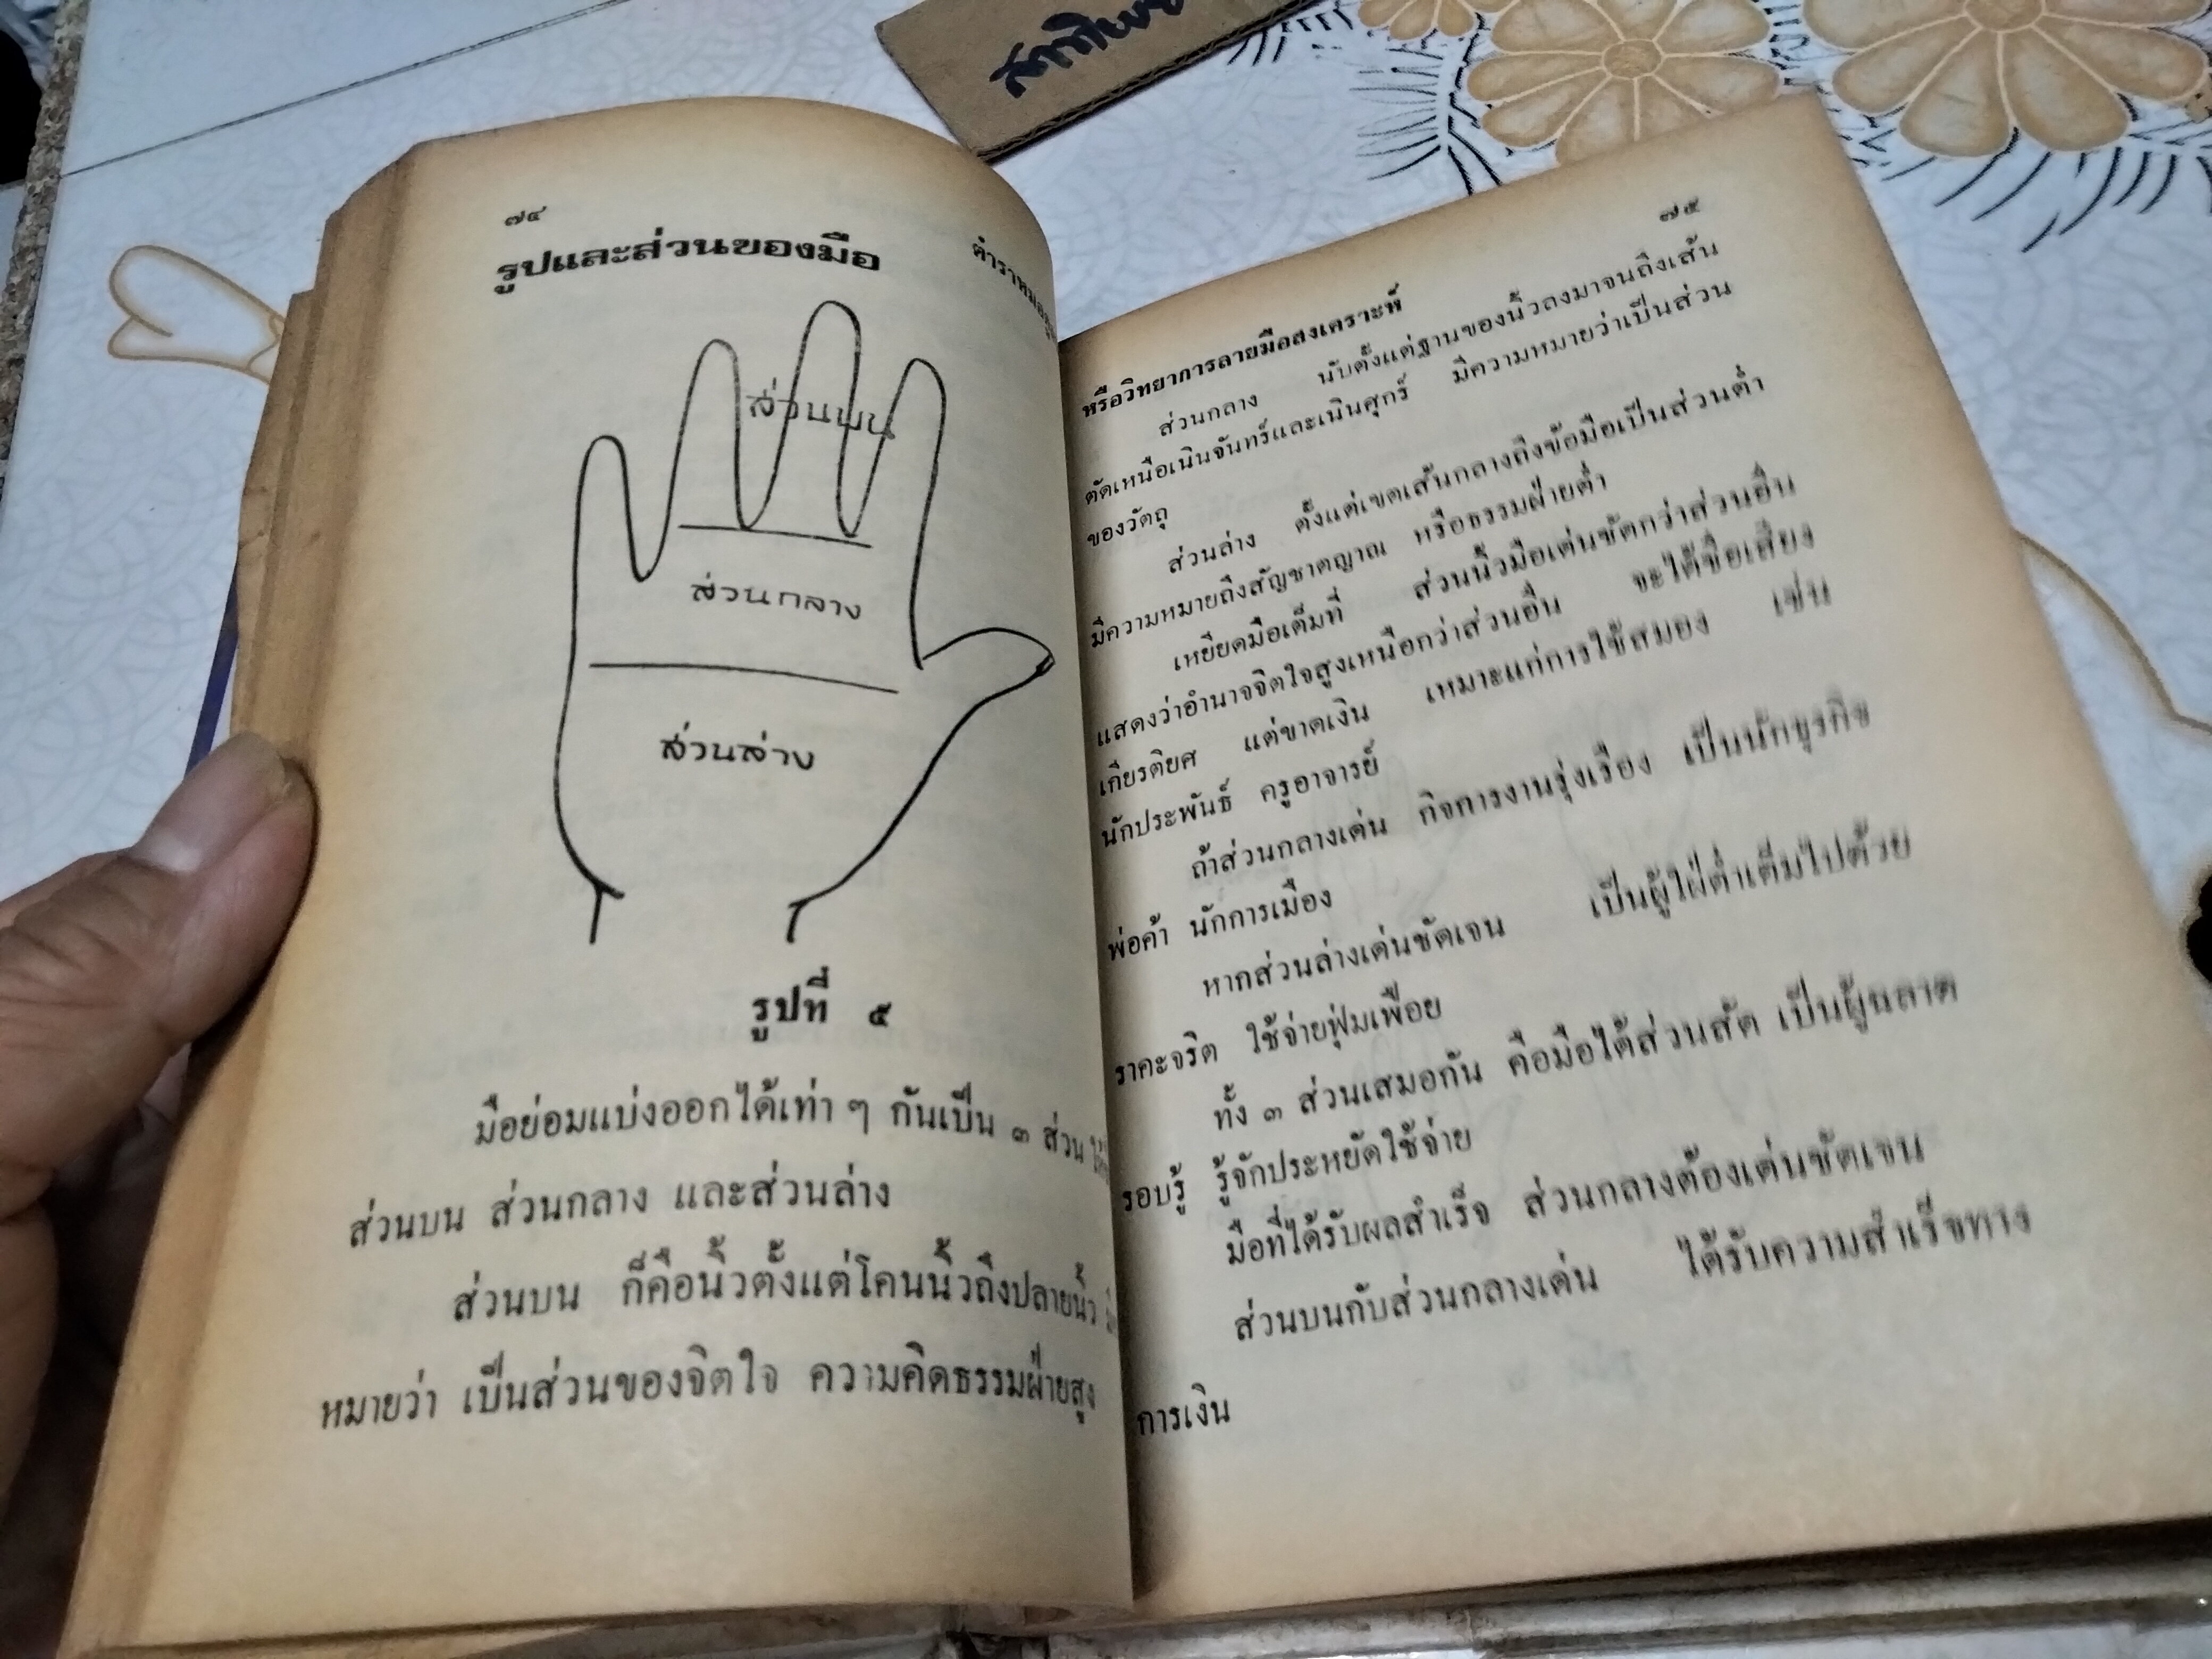 ๗๔
รูปและส่วนของมือ
ส่วนบน
ส่วนกลาง
ส่วนล่าง
รูปที่ ๕
มือย่อมแบ่งออกได้เท่า ๆ กันเป็น ๓ ส่วน
ส่วนบน ส่วนกลาง และส่วนล่าง
ส่วนบน ก็คือนิ้วตั้งแต่โคนนิ้วถึงปลายนิ้ว
หมายว่า เป็นส่วนของจิตใจ ความคิดธรรมฝ่ายสูง
๗๕
หรือวิทยาการลายมือสงเคราะห์
ส่วนกลาง นับตั้งแต่ฐานของนิ้วลงมาจนถึงเส้น
ตัดเหนือเนินจันทร์และเนินศุกร์ มีความหมายว่าเป็นส่วน
ของวัตถุ
ส่วนล่าง ตั้งแต่เขตเส้นกลางถึงข้อมือเป็นส่วนต่ำ
มีความหมายถึงสัญชาตญาณ หรือธรรมฝ่ายต่ำ
เหยียดมือเต็มที่ ส่วนนิ้วมือเด่นชัดกว่าส่วนอื่น
แสดงว่าอำนาจจิตใจสูงเหนือกว่าส่วนอื่น จะได้ชื่อเสียง
เกียรติยศ แต่ขาดเงิน เหมาะแก่การใช้สมอง เช่น
นักประพันธ์ ครูอาจารย์
ถ้าส่วนกลางเด่น กิจการงานรุ่งเรือง เป็นนักธุรกิจ
พ่อค้า นักการเมือง
หากส่วนล่างเด่นชัดเจน เป็นผู้ใฝ่ต่ำเต็มไปด้วย
ราคะจริต ใช้จ่ายฟุ่มเฟือย
ทั้ง ๓ ส่วนเสมอกัน คือมือได้ส่วนสัด เป็นผู้ฉลาด
รอบรู้ รู้จักประหยัดใช้จ่าย
มือที่ได้รับผลสำเร็จ ส่วนกลางต้องเด่นชัดเจน
ส่วนบนกับส่วนกลางเด่น ได้รับความสำเร็จทาง
การเงิน